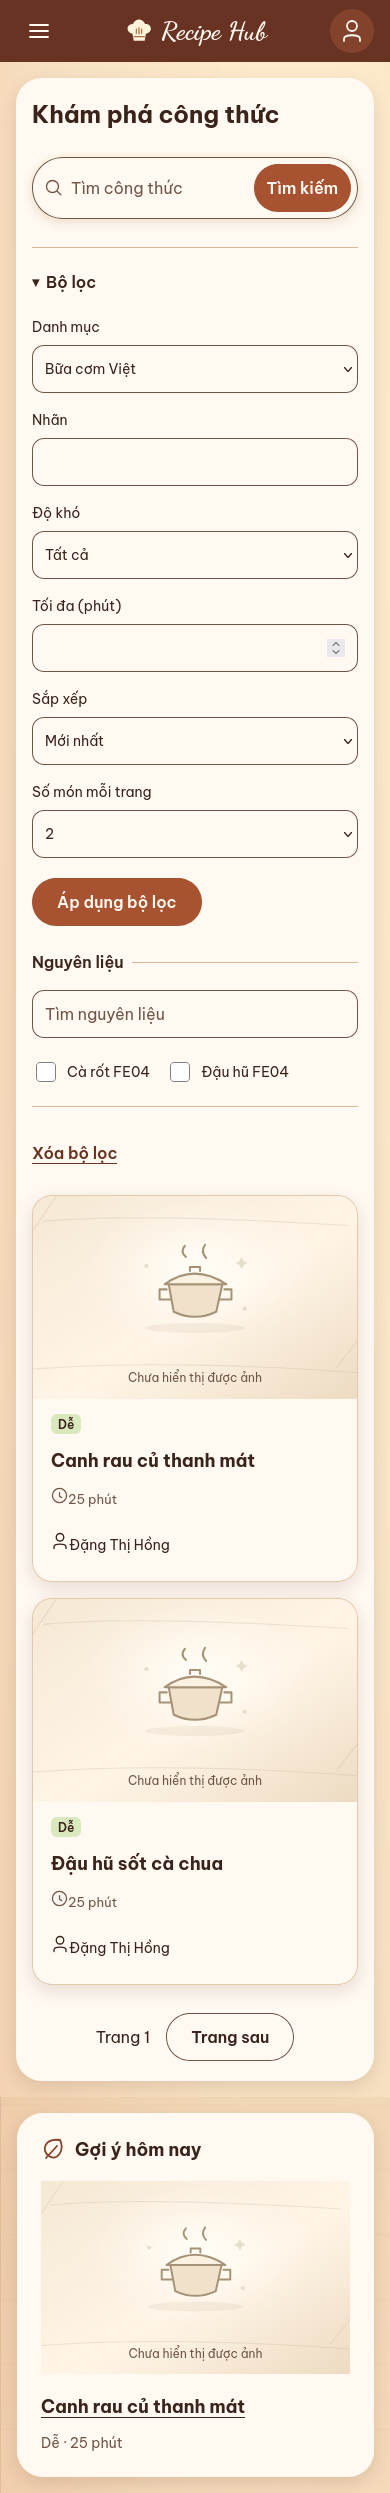 Recipe Hub
Khám phá công thức
Tìm công thức
Tìm kiếm
▾ Bộ lọc
Danh mục
Bữa cơm Việt
Nhãn
Độ khó
Tất cả
Tối đa (phút)
Sắp xếp
Mới nhất
Số món mỗi trang
2
Áp dụng bộ lọc
Nguyên liệu
Tìm nguyên liệu
Cà rốt FE04
Đậu hũ FE04
Xóa bộ lọc
Chưa hiển thị được ảnh
Dễ
Canh rau củ thanh mát
25 phút
Đặng Thị Hồng
Chưa hiển thị được ảnh
Dễ
Đậu hũ sốt cà chua
25 phút
Đặng Thị Hồng
Trang 1
Trang sau
Gợi ý hôm nay
Chưa hiển thị được ảnh
Canh rau củ thanh mát
Dễ · 25 phút